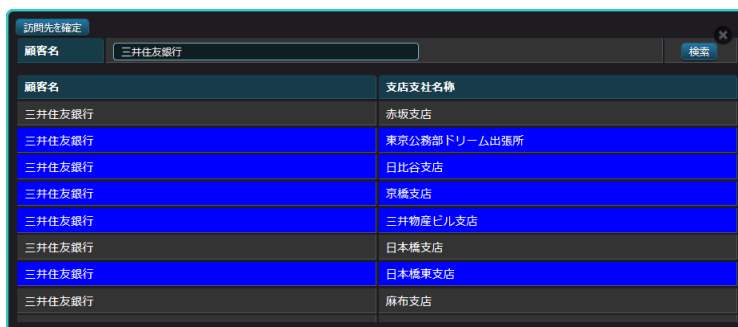 訪問先を確定
顧客名 三井住友銀行 検索
顧客名 支店支社名称
三井住友銀行 赤坂支店
三井住友銀行 東京公務部ドリーム出張所
三井住友銀行 日比谷支店
三井住友銀行 京橋支店
三井住友銀行 三井物産ビル支店
三井住友銀行 日本橋支店
三井住友銀行 日本橋東支店
三井住友銀行 麻布支店